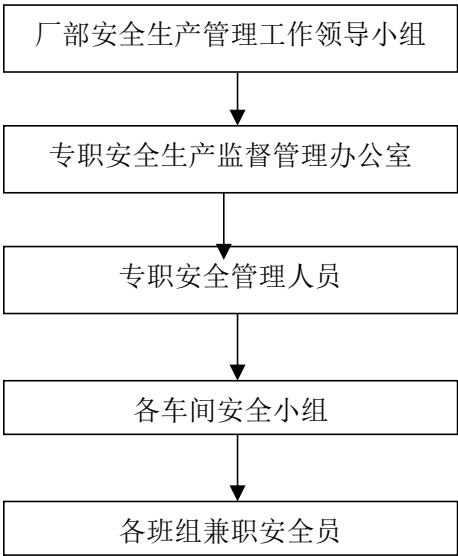 厂部安全生产管理工作领导小组
专职安全生产监督管理办公室
专职安全管理人员
各车间安全小组
各班组兼职安全员